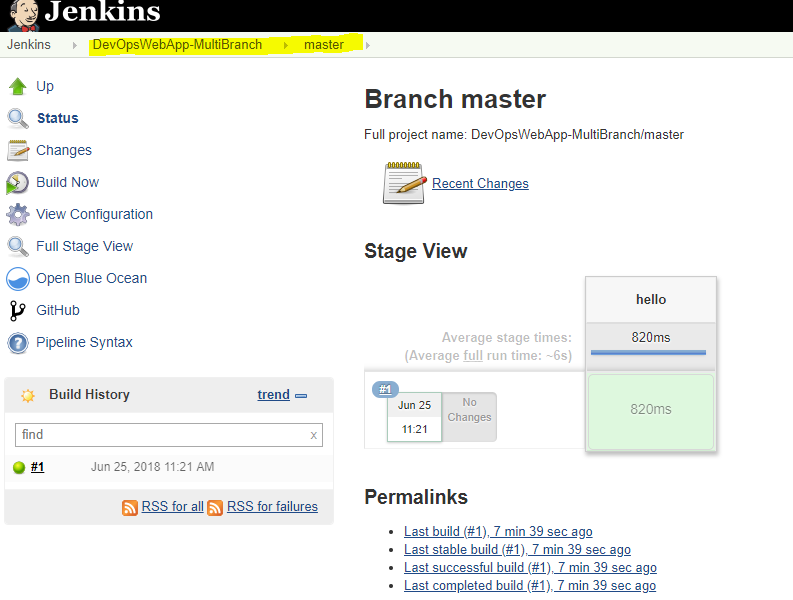 Jenkins
Jenkins DevOpsWebApp-MultiBranch master
Up
Status
Changes
Build Now
View Configuration
Full Stage View
Open Blue Ocean
GitHub
Pipeline Syntax
Build History trend
find x
#1 Jun 25, 2018 11:21 AM
RSS for all RSS for failures
Branch master
Full project name: DevOpsWebApp-MultiBranch/master
Recent Changes
Stage View
hello
Average stage times: 820ms
(Average full run time: ~6s)
#1
Jun 25
11:21
No
Changes
820ms
Permalinks
Last build (#1), 7 min 39 sec ago
Last stable build (#1), 7 min 39 sec ago
Last successful build (#1), 7 min 39 sec ago
Last completed build (#1), 7 min 39 sec ago